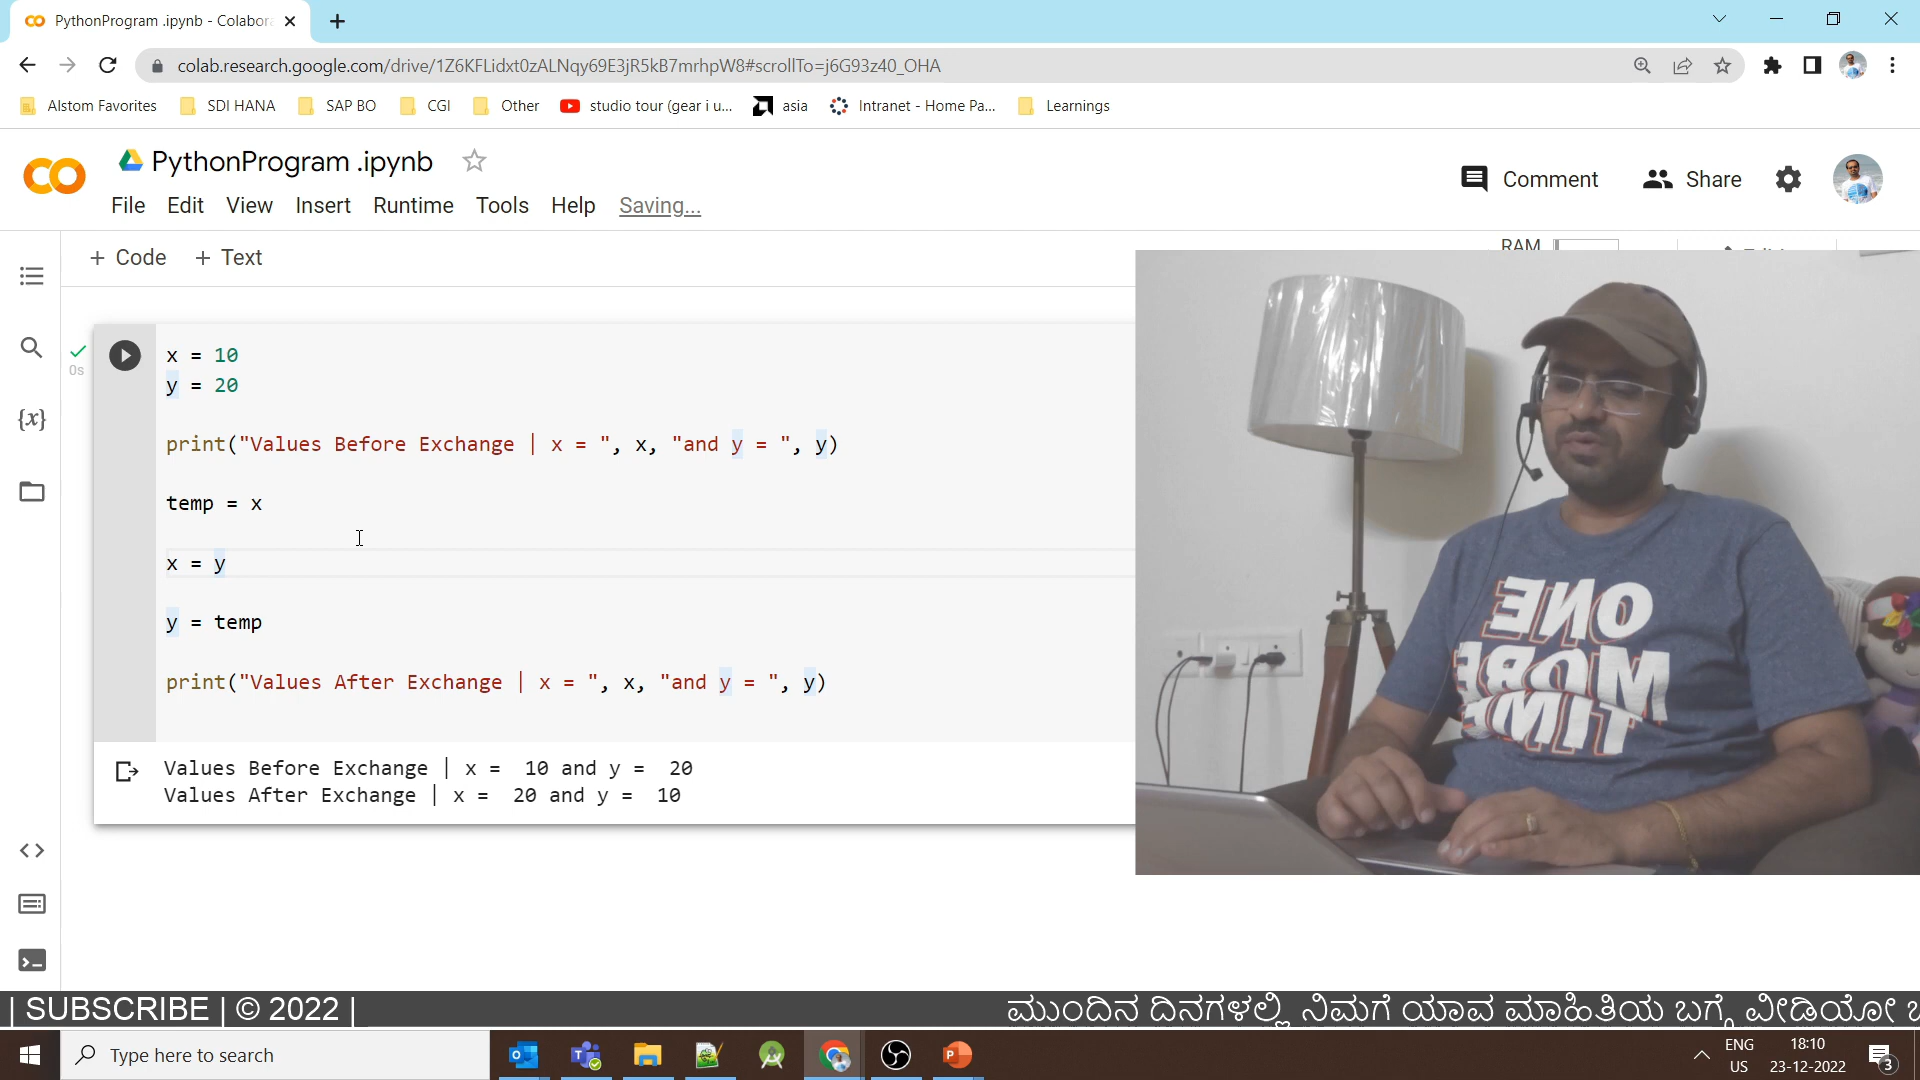 PythonProgram .ipynb - Colabora
colab.research.google.com/drive/1Z6KFLidxt0zALNqy69E3jR5kB7mrhpW8#scrollTo=j6G93z40_OHA
Alstom Favorites SDI HANA SAP BO CGI Other studio tour (gear i u... asia Intranet - Home Pa... Learnings
PythonProgram .ipynb
Comment Share
File Edit View Insert Runtime Tools Help Saving...
+ Code + Text
RAM
x = 10
0s
y = 20
print("Values Before Exchange | x = ", x, "and y = ", y)
temp = x
x = y
y = temp
print("Values After Exchange | x = ", x, "and y = ", y)
Values Before Exchange | x =  10 and y =  20
Values After Exchange | x =  20 and y =  10
ONE
MORE
TIME
| SUBSCRIBE | © 2022 | ಮುಂದಿನ ದಿನಗಳಲ್ಲಿ ನಿಮಗೆ ಯಾವ ಮಾಹಿತಿಯ ಬಗ್ಗೆ ವೀಡಿಯೋ
Type here to search
ENG
US
18:10
23-12-2022
3